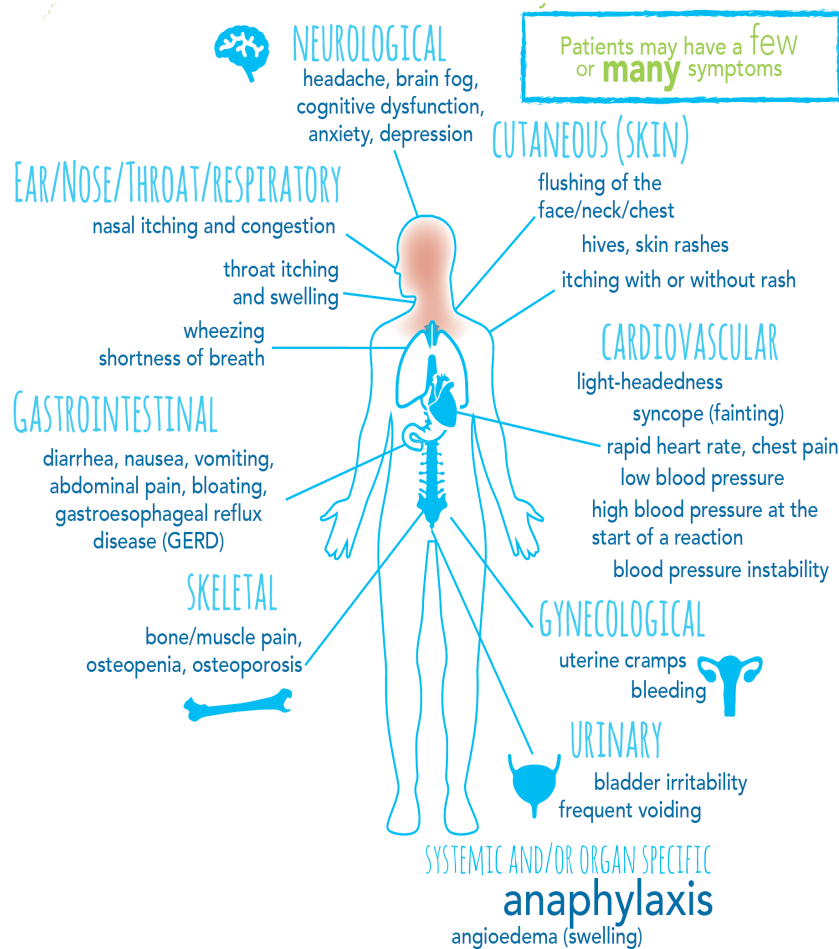 NEUROLOGICAL
headache, brain fog,
cognitive dysfunction,
anxiety, depression
Patients may have a few
or many symptoms
CUTANEOUS (SKIN)
flushing of the
face/neck/chest
hives, skin rashes
itching with or without rash
EAR/NOSE/THROAT/RESPIRATORY
nasal itching and congestion
throat itching
and swelling
wheezing
shortness of breath
CARDIOVASCULAR
light-headedness
syncope (fainting)
rapid heart rate, chest pain
low blood pressure
high blood pressure at the
start of a reaction
blood pressure instability
GASTROINTESTINAL
diarrhea, nausea, vomiting,
abdominal pain, bloating,
gastroesophageal reflux
disease (GERD)
SKELETAL
bone/muscle pain,
osteopenia, osteoporosis
GYNECOLOGICAL
uterine cramps
bleeding
URINARY
bladder irritability
frequent voiding
SYSTEMIC AND/OR ORGAN SPECIFIC
anaphylaxis
angioedema (swelling)